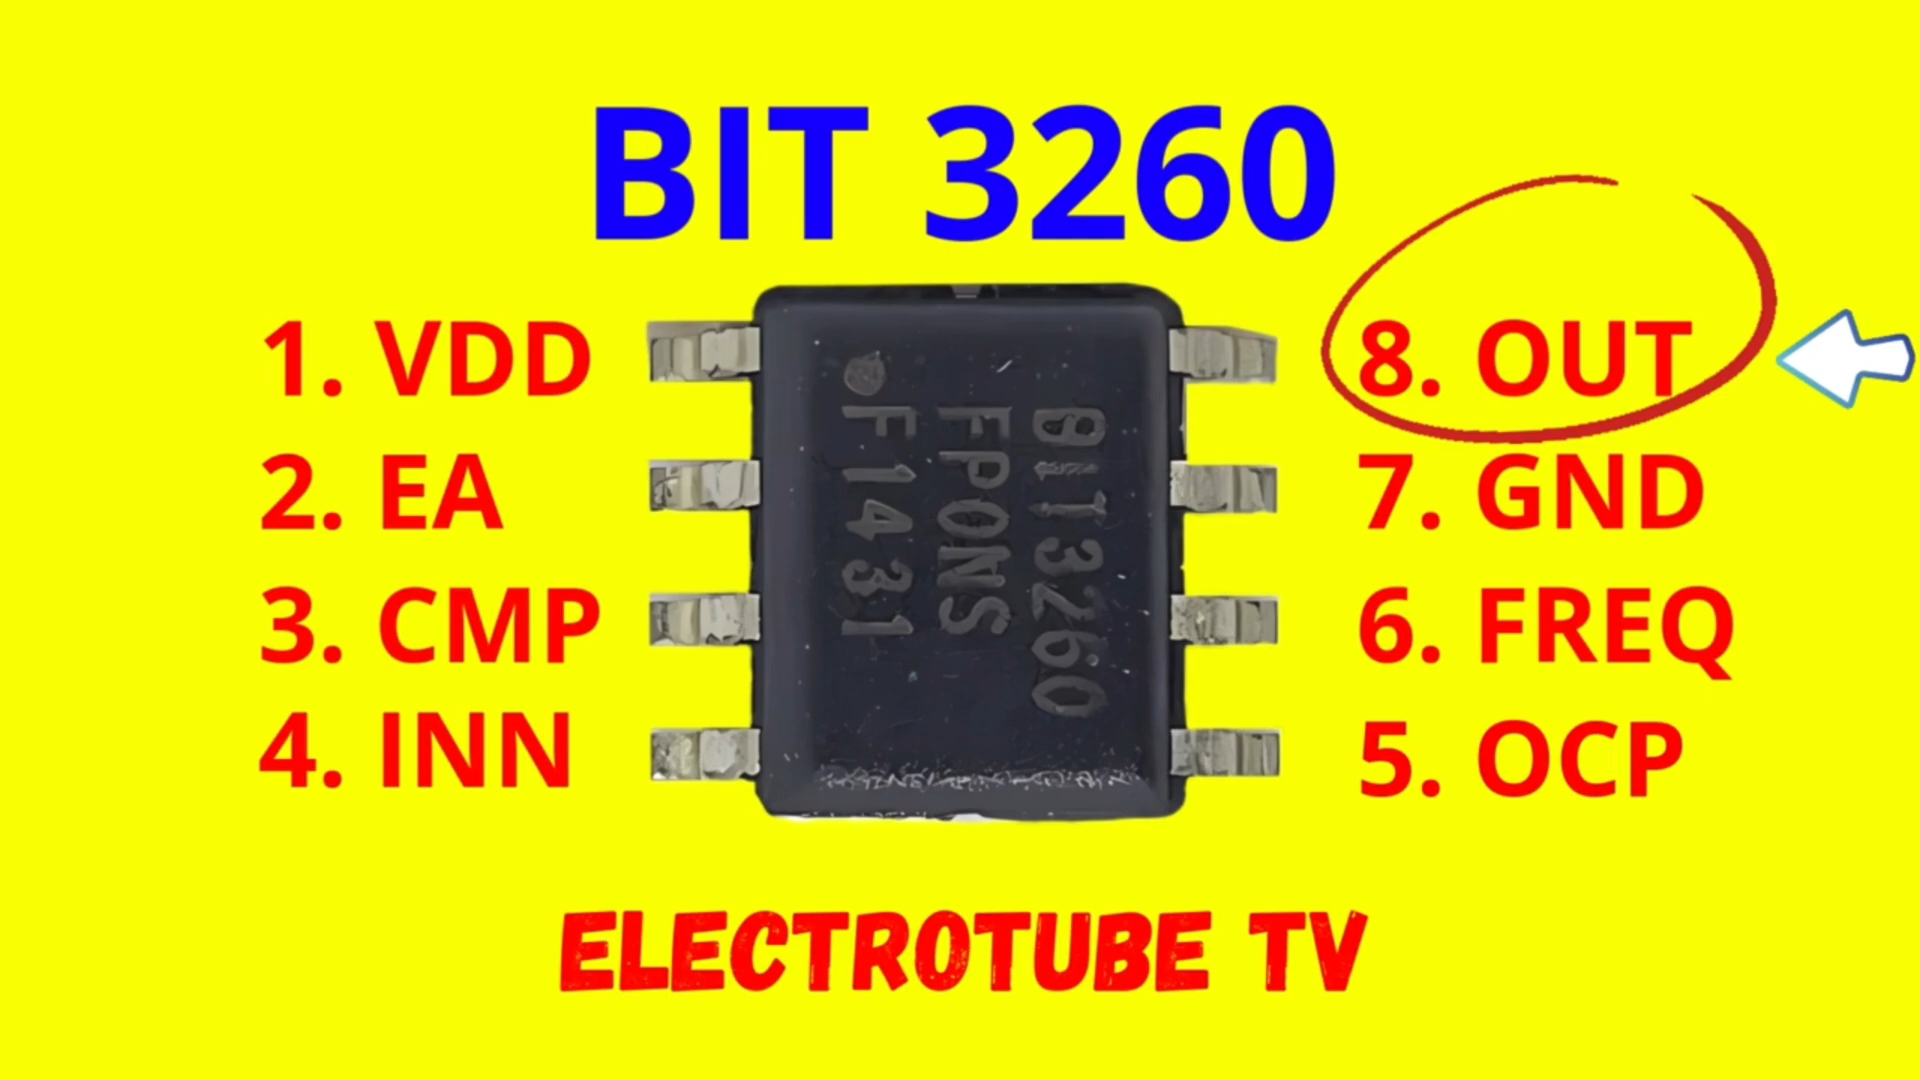 BIT 3260
1. VDD
2. EA
3. CMP
4. INN
8. OUT
7. GND
6. FREQ
5. OCP
BIT3260
FPONS
F1431
ELECTROTUBE TV